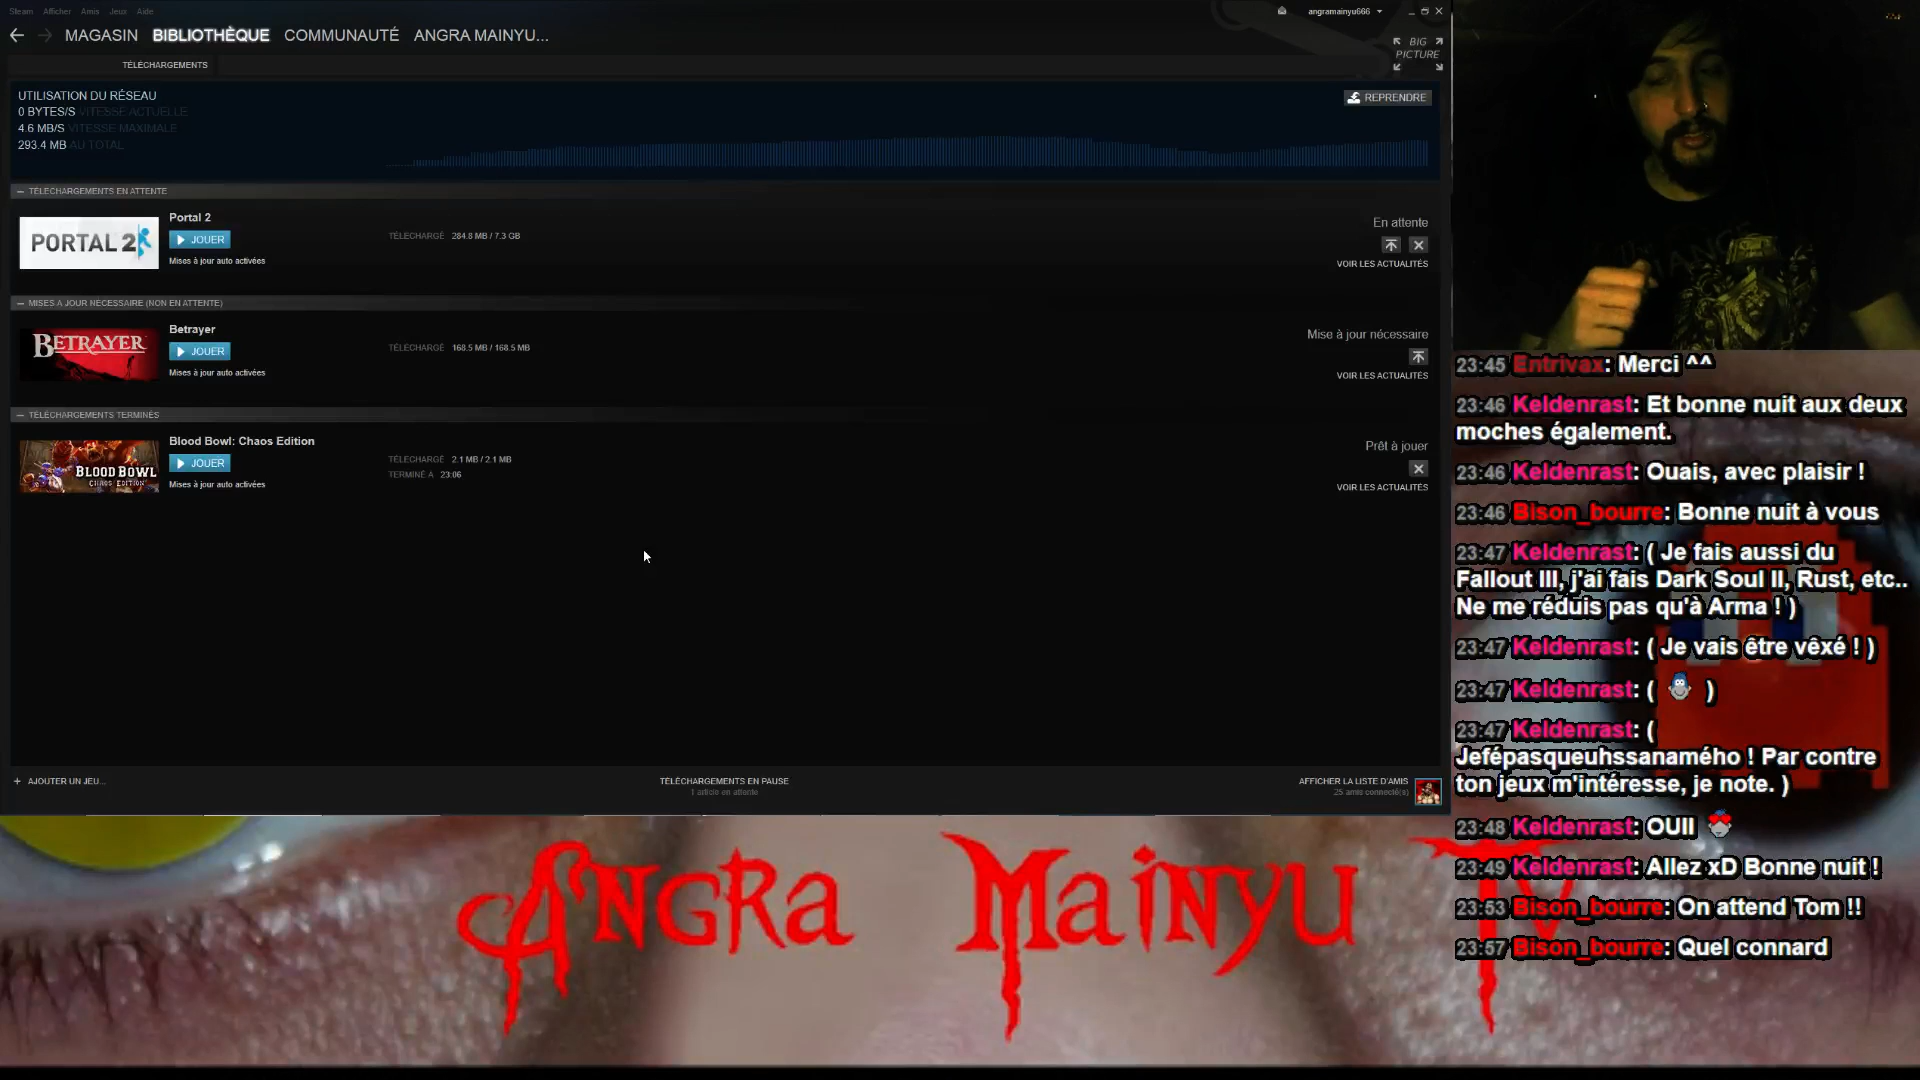 Steam Afficher Amis Jeux Aide
angramainyu666
MAGASIN BIBLIOTHÈQUE COMMUNAUTÉ ANGRA MAINYU...
BIG
PICTURE
TÉLÉCHARGEMENTS
UTILISATION DU RÉSEAU
0 BYTES/S VITESSE ACTUELLE
4.6 MB/S VITESSE MAXIMALE
293.4 MB AU TOTAL
REPRENDRE
TÉLÉCHARGEMENTS EN ATTENTE
PORTAL 2
Portal 2
JOUER
Mises à jour auto activées
TÉLÉCHARGÉ 284.8 MB / 7.3 GB
En attente
VOIR LES ACTUALITÉS
MISES À JOUR NÉCESSAIRE (NON EN ATTENTE)
BETRAYER
Betrayer
JOUER
Mises à jour auto activées
TÉLÉCHARGÉ 168.5 MB / 168.5 MB
Mise à jour nécessaire
VOIR LES ACTUALITÉS
TÉLÉCHARGEMENTS TERMINÉS
BLOOD BOWL
CHAOS EDITION
Blood Bowl: Chaos Edition
JOUER
Mises à jour auto activées
TÉLÉCHARGÉ 2.1 MB / 2.1 MB
TERMINÉ À 23:06
Prêt à jouer
VOIR LES ACTUALITÉS
+ AJOUTER UN JEU...
TÉLÉCHARGEMENTS EN PAUSE
1 article en attente
AFFICHER LA LISTE D'AMIS
25 amis connecté(s)
23:45 Entrivax: Merci ^^
23:46 Keldenrast: Et bonne nuit aux deux
moches également.
23:46 Keldenrast: Ouais, avec plaisir !
23:46 Bison_bourre: Bonne nuit à vous
23:47 Keldenrast: ( Je fais aussi du
Fallout III, j'ai fais Dark Soul II, Rust, etc..
Ne me réduis pas qu'à Arma ! )
23:47 Keldenrast: ( Je vais être vêxé ! )
23:47 Keldenrast: ( )
23:47 Keldenrast: (
Jefépasqueuhssanamého ! Par contre
ton jeux m'intéresse, je note. )
23:48 Keldenrast: OUII
23:49 Keldenrast: Allez xD Bonne nuit !
23:53 Bison_bourre: On attend Tom !!
23:57 Bison_bourre: Quel connard
Angra Mainyu TV